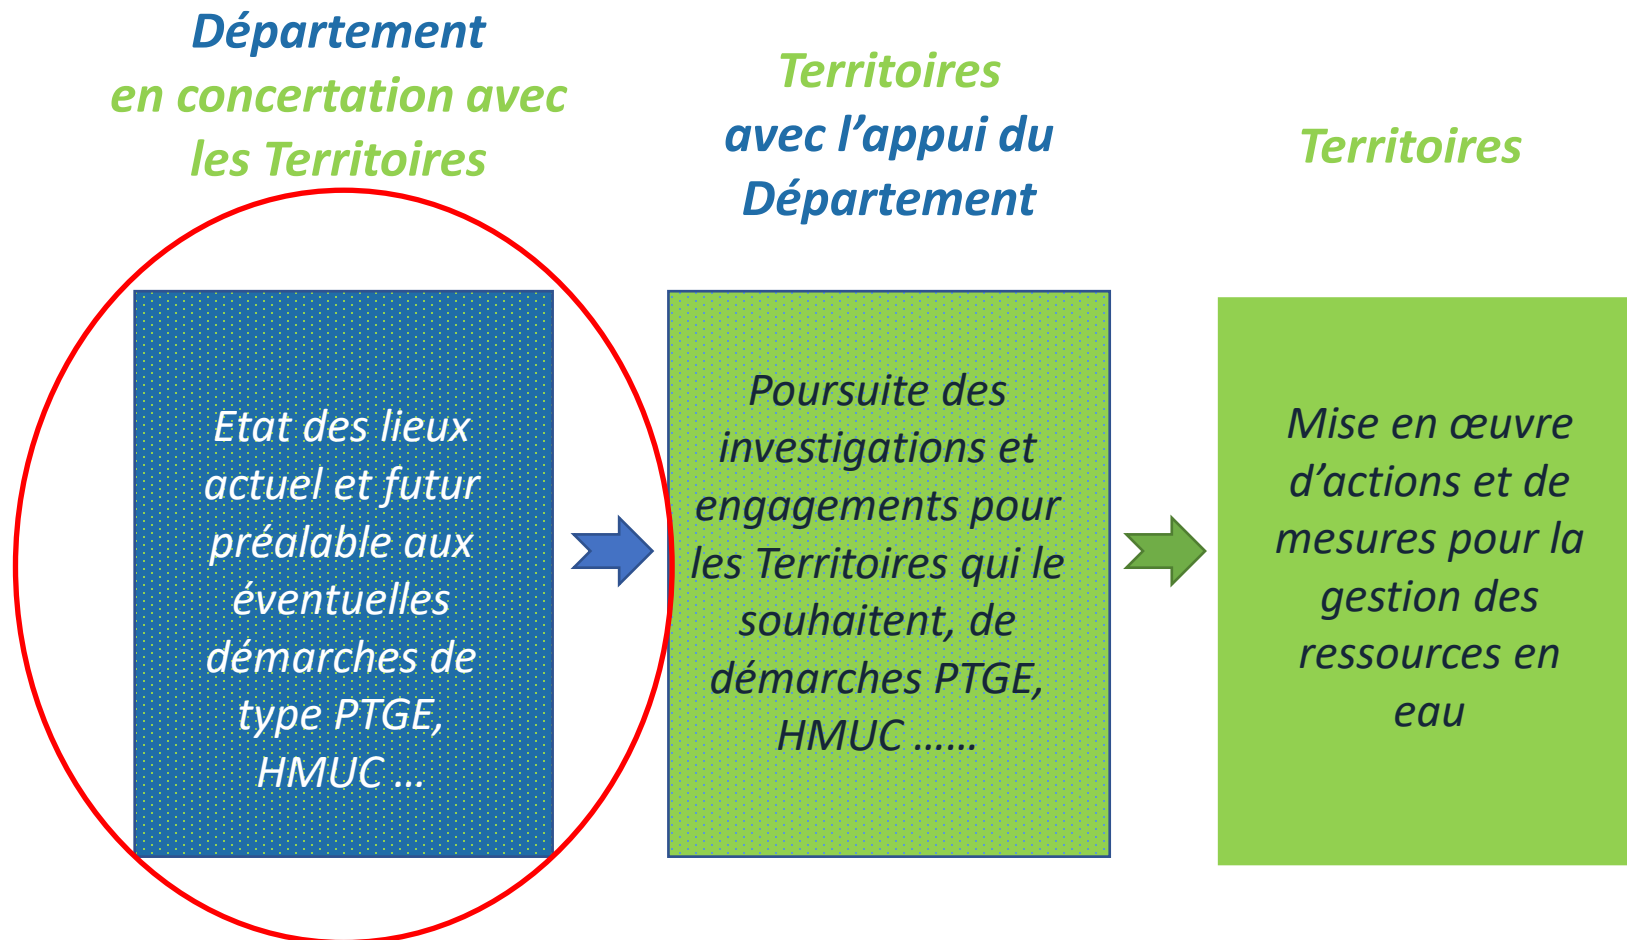 Département
en concertation avec
les Territoires
Territoires
avec l’appui du
Département
Territoires
Etat des lieux
actuel et futur
préalable aux
éventuelles
démarches de
type PTGE,
HMUC …
Poursuite des
investigations et
engagements pour
les Territoires qui le
souhaitent, de
démarches PTGE,
HMUC ……
Mise en œuvre
d’actions et de
mesures pour la
gestion des
ressources en
eau